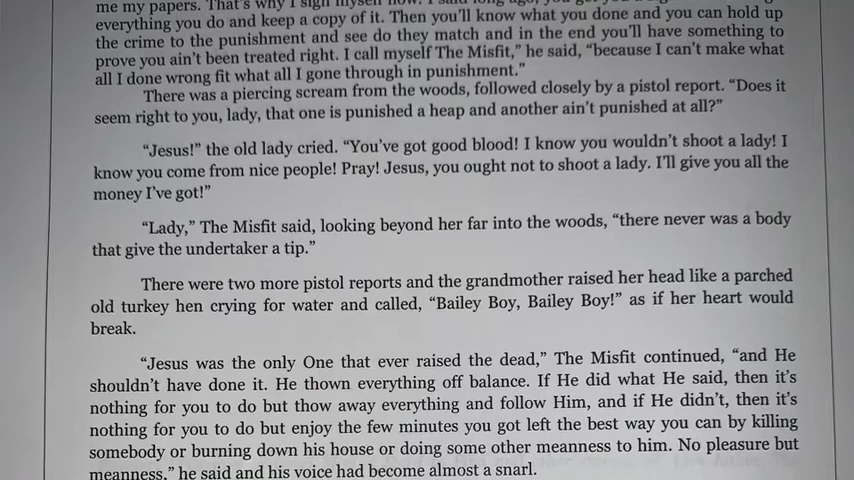 me my papers. That's why I sign myself now. I said long ago, you get you a
everything you do and keep a copy of it. Then you'll know what you done and you can hold up
the crime to the punishment and see do they match and in the end you'll have something to
prove you ain't been treated right. I call myself The Misfit,” he said, “because I can't make what
all I done wrong fit what all I gone through in punishment.”
There was a piercing scream from the woods, followed closely by a pistol report. “Does it
seem right to you, lady, that one is punished a heap and another ain't punished at all?”
“Jesus!” the old lady cried. “You've got good blood! I know you wouldn't shoot a lady! I
know you come from nice people! Pray! Jesus, you ought not to shoot a lady. I'll give you all the
money I've got!”
“Lady,” The Misfit said, looking beyond her far into the woods, “there never was a body
that give the undertaker a tip.”
There were two more pistol reports and the grandmother raised her head like a parched
old turkey hen crying for water and called, “Bailey Boy, Bailey Boy!” as if her heart would
break.
“Jesus was the only One that ever raised the dead,” The Misfit continued, “and He
shouldn't have done it. He thown everything off balance. If He did what He said, then it's
nothing for you to do but thow away everything and follow Him, and if He didn't, then it's
nothing for you to do but enjoy the few minutes you got left the best way you can by killing
somebody or burning down his house or doing some other meanness to him. No pleasure but
meanness,” he said and his voice had become almost a snarl.